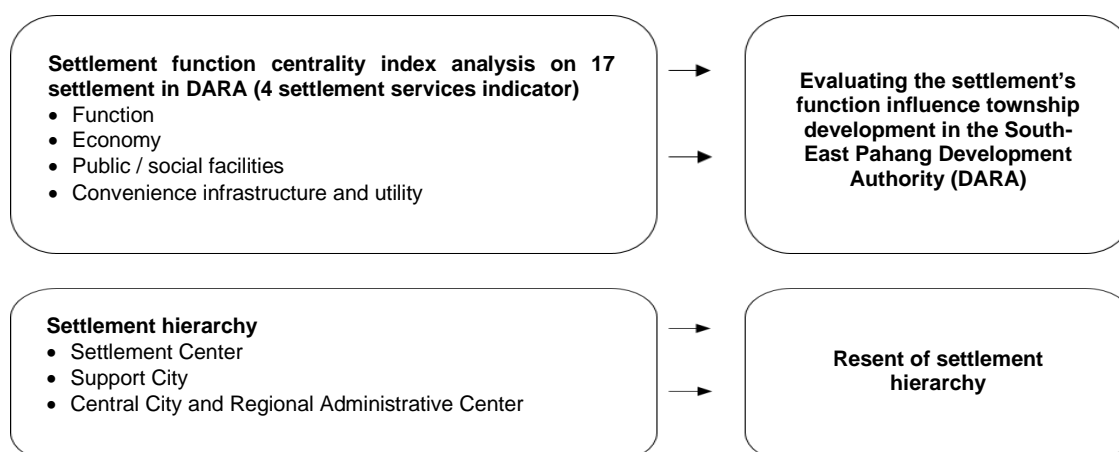 Settlement function centrality index analysis on 17
settlement in DARA (4 settlement services indicator)
• Function
• Economy
• Public / social facilities
• Convenience infrastructure and utility
Evaluating the settlement's
function influence township
development in the South-
East Pahang Development
Authority (DARA)
Settlement hierarchy
• Settlement Center
• Support City
• Central City and Regional Administrative Center
Resent of settlement
hierarchy